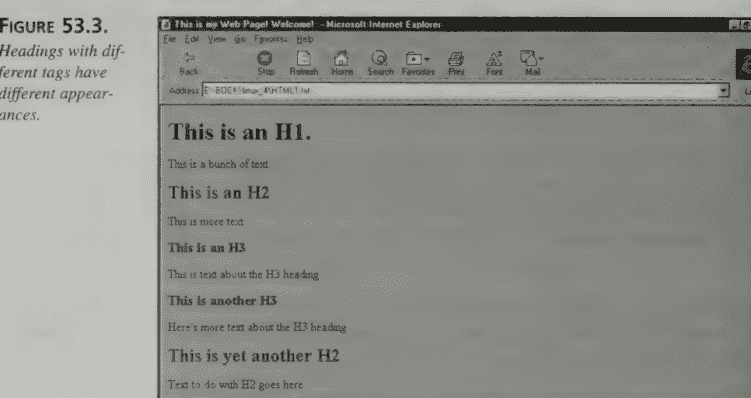 FIGURE 53.3.
Headings with dif-
ferent tags have
different appear-
ances.
This is my Web Page! Welcome! - Microsoft Internet Explorer
File Edit View Go Favorites Help
Back Stop Refresh Home Search Favorites Print Font Mail
Address
This is an H1.
This is a bunch of text
This is an H2
This is more text
This is an H3
This is text about the H3 heading
This is another H3
Here's more text about the H3 heading
This is yet another H2
Text to do with H2 goes here